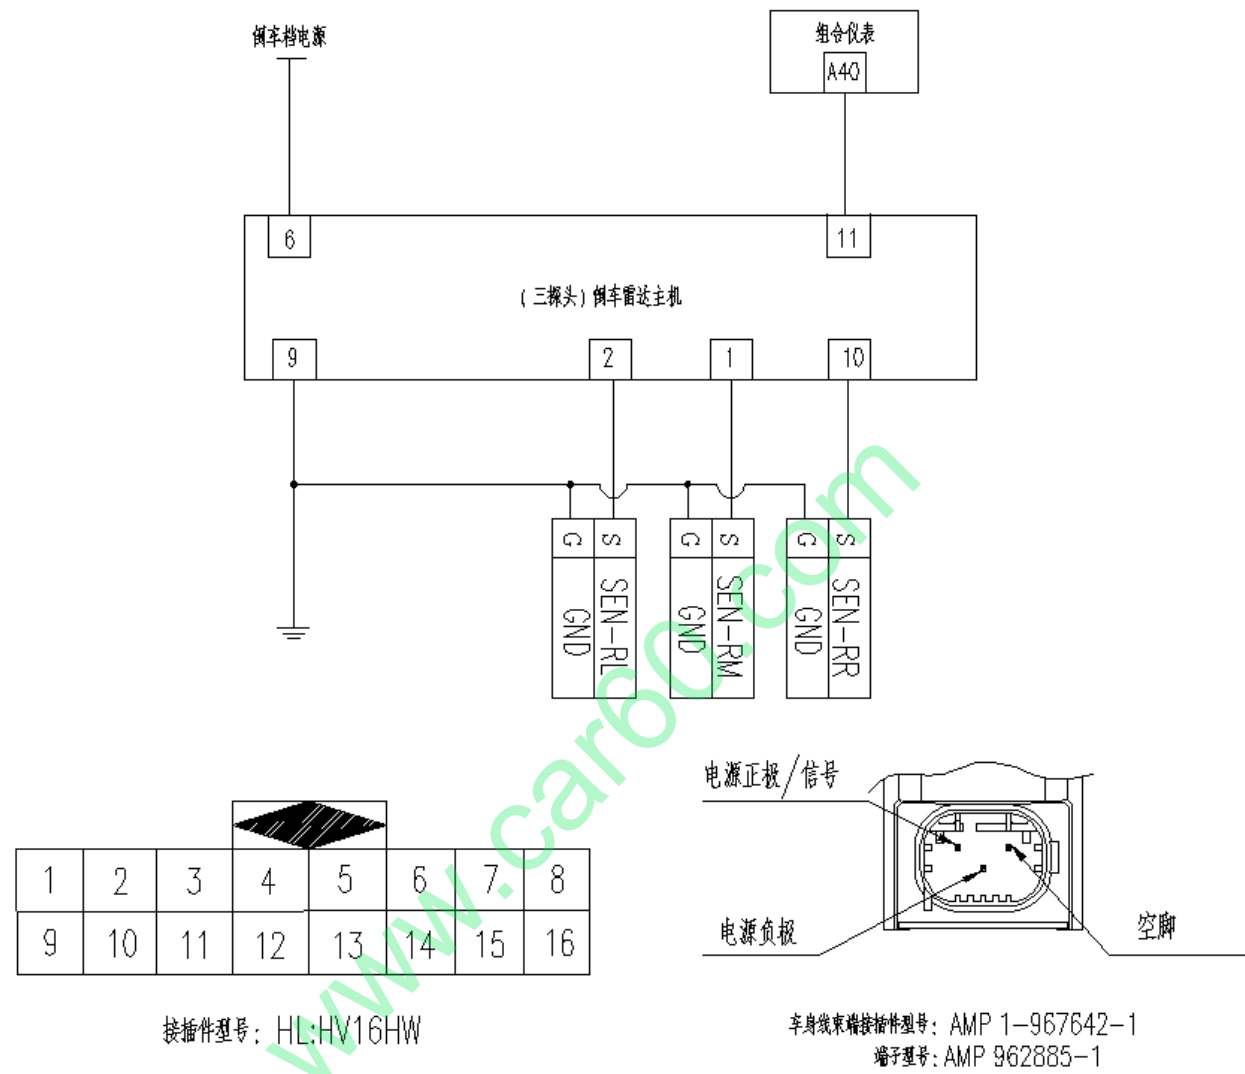 倒车档电源
组合仪表
A40
6
11
(三探头)倒车雷达主机
9
2
1
10
G
S
G
S
G
S
GND
SEN-RL
GND
SEN-RM
GND
SEN-RR
电源正极/信号
1 2 3 4 5 6 7 8
9 10 11 12 13 14 15 16
电源负极
空脚
接插件型号: HL:HV16HW
车身线束端接插件型号: AMP 1-967642-1
端子型号: AMP 962885-1
www.car60.com